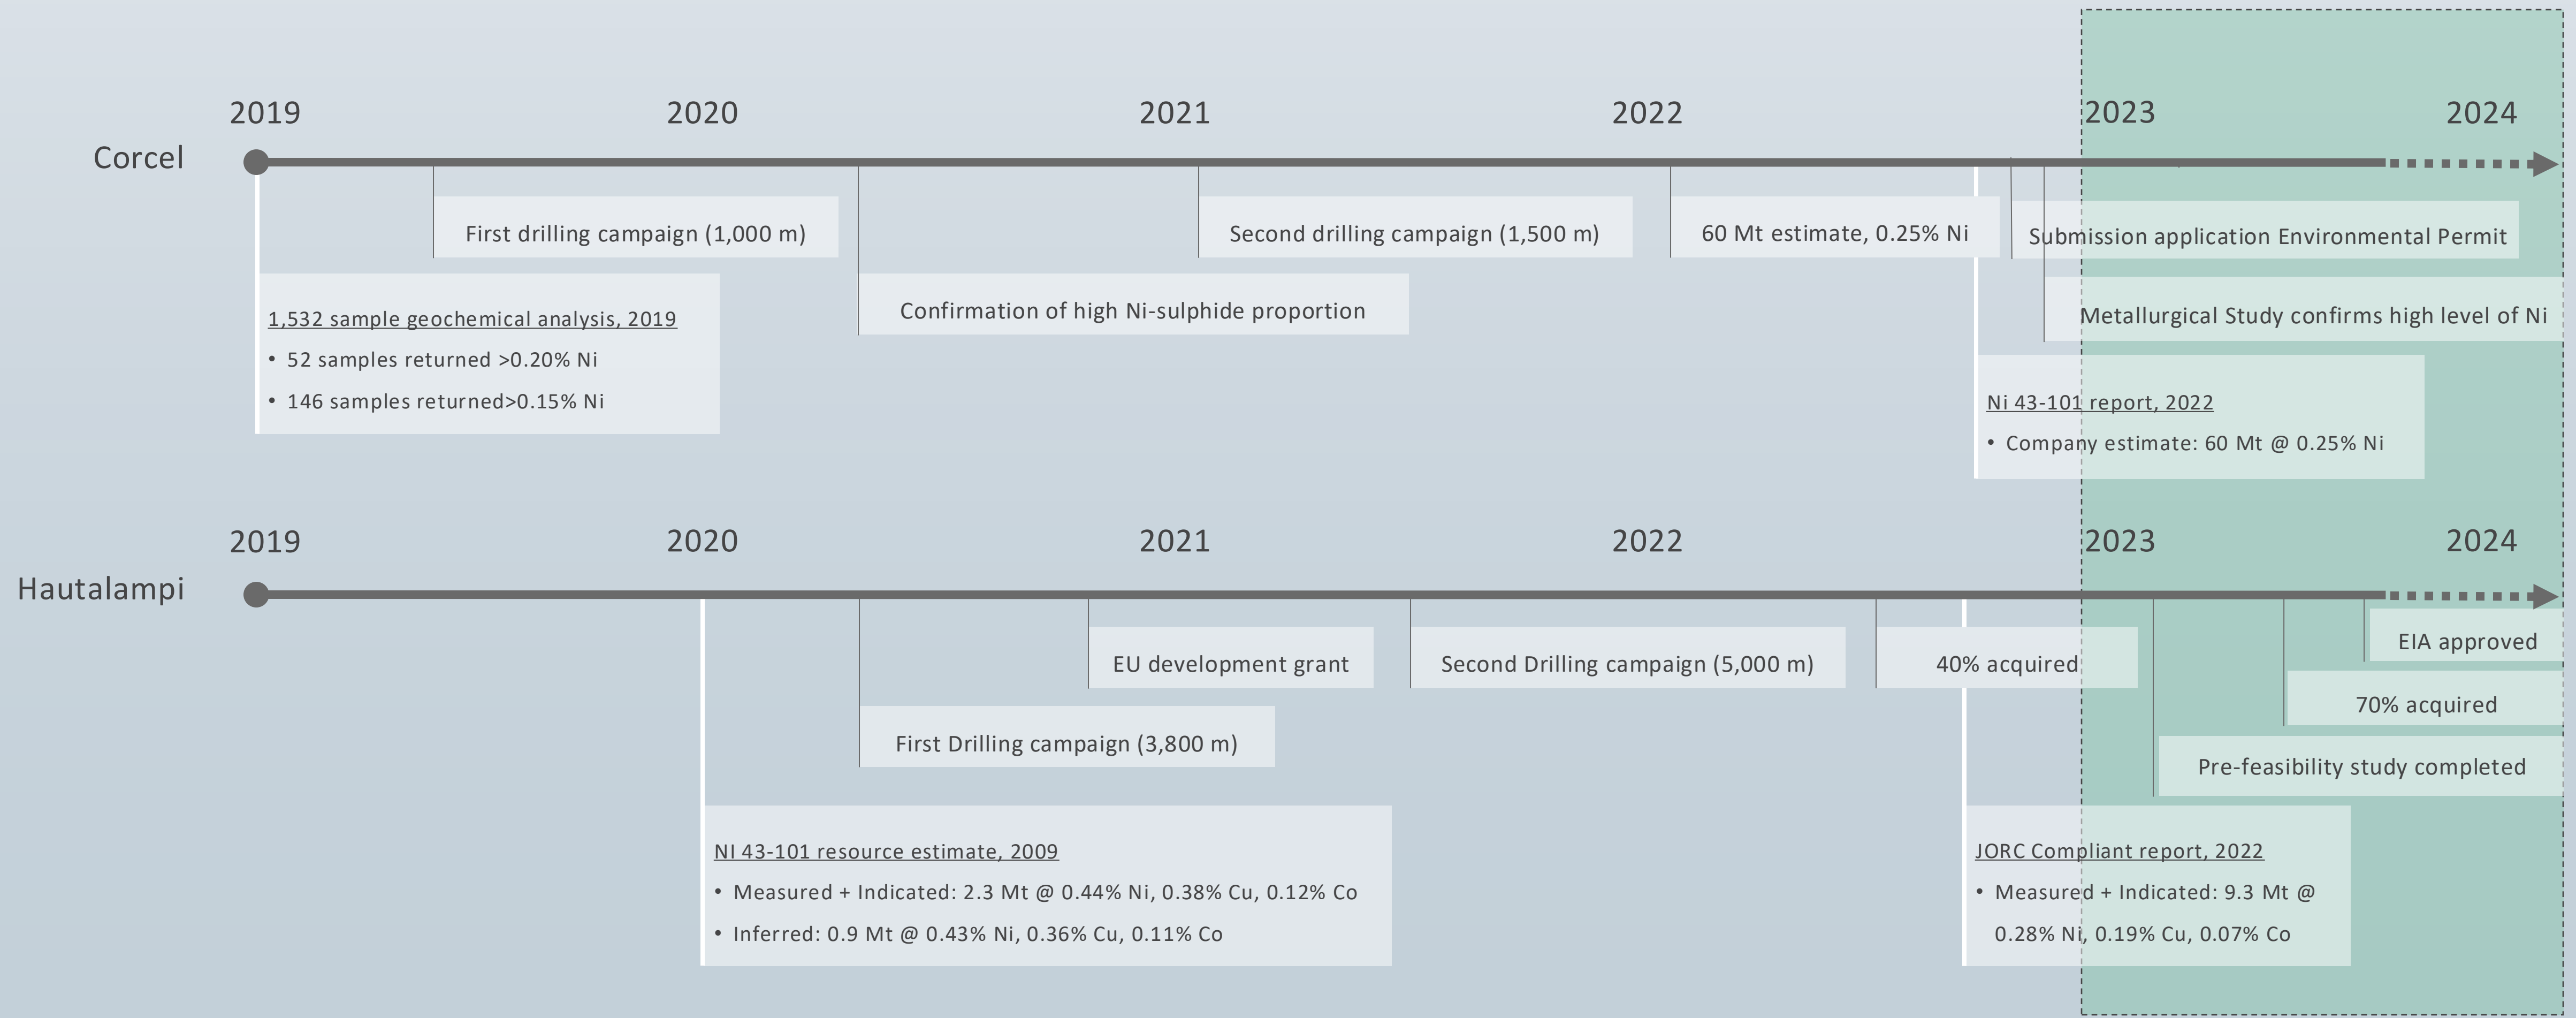 2019 2020 2021 2022 2023 2024
Corcel
First drilling campaign (1,000 m)
Second drilling campaign (1,500 m)
60 Mt estimate, 0.25% Ni
Submission application Environmental Permit
Confirmation of high Ni-sulphide proportion
Metallurgical Study confirms high level of Ni
1,532 sample geochemical analysis, 2019
• 52 samples returned >0.20% Ni
• 146 samples returned>0.15% Ni
Ni 43-101 report, 2022
• Company estimate: 60 Mt @ 0.25% Ni
2019 2020 2021 2022 2023 2024
Hautalampi
EU development grant
Second Drilling campaign (5,000 m)
40% acquired
EIA approved
70% acquired
First Drilling campaign (3,800 m)
Pre-feasibility study completed
NI 43-101 resource estimate, 2009
• Measured + Indicated: 2.3 Mt @ 0.44% Ni, 0.38% Cu, 0.12% Co
• Inferred: 0.9 Mt @ 0.43% Ni, 0.36% Cu, 0.11% Co
JORC Compliant report, 2022
• Measured + Indicated: 9.3 Mt @
0.28% Ni, 0.19% Cu, 0.07% Co